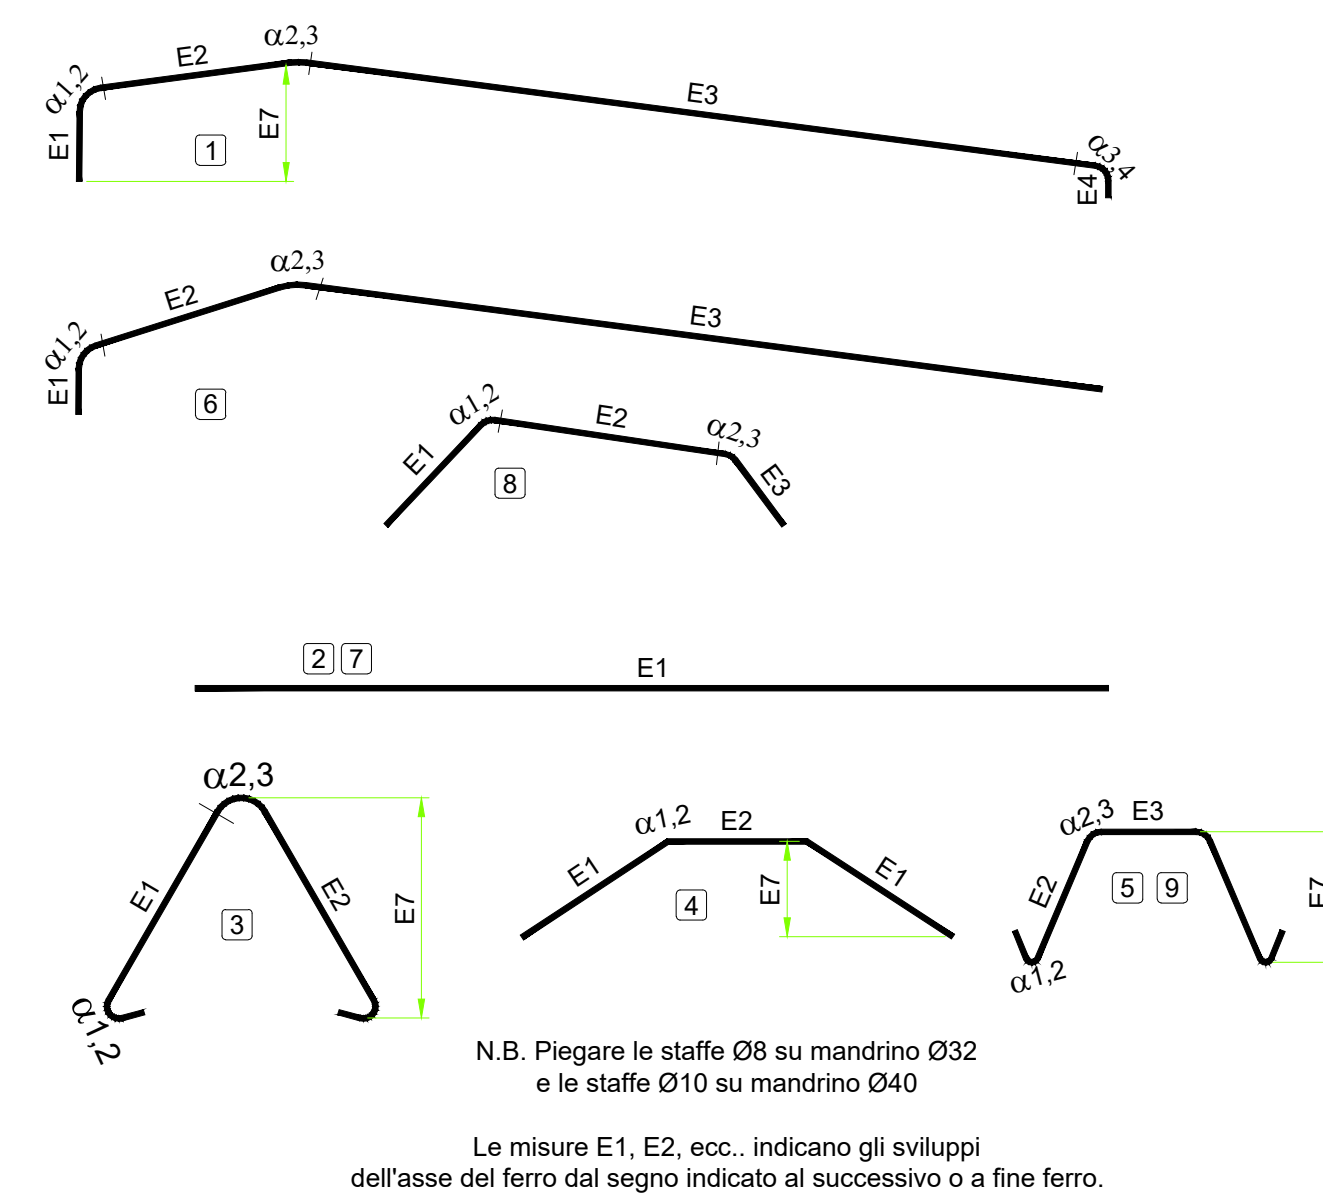 α2,3
E2
α1,2
E3
E7
E1
1
α3,4
E4
α2,3
E2
E3
α1,2
E1
6
α1,2
E2
α2,3
E1
8
E3
2 7
E1
α2,3
E1
E2
E7
3
α1,2
α1,2
E2
E1
E7
E1
4
α2,3
E3
E2
5 9
E7
α1,2
N.B. Piegare le staffe Ø8 su mandrino Ø32
e le staffe Ø10 su mandrino Ø40
Le misure E1, E2, ecc.. indicano gli sviluppi
dell'asse del ferro dal segno indicato al successivo o a fine ferro.